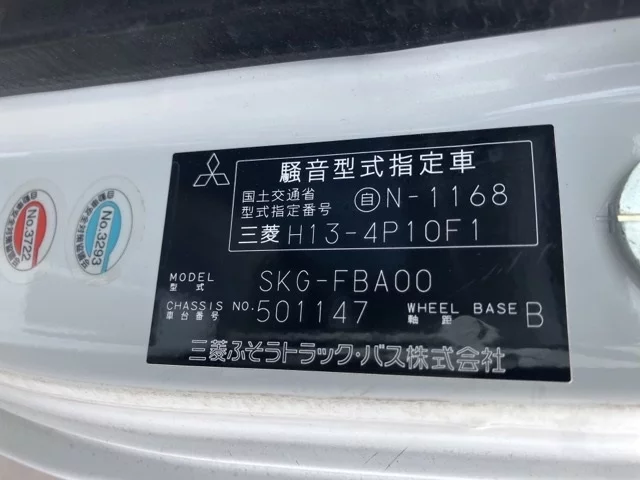 騒音型式指定車
国土交通省
型式指定番号
自 N-1168
三菱 H13-4P10F1
MODEL
型式
SKG-FBA00
CHASSIS NO.
車台番号
501147
WHEEL BASE
軸距
B
三菱ふそうトラック・バス株式会社
No.3722
No.3293